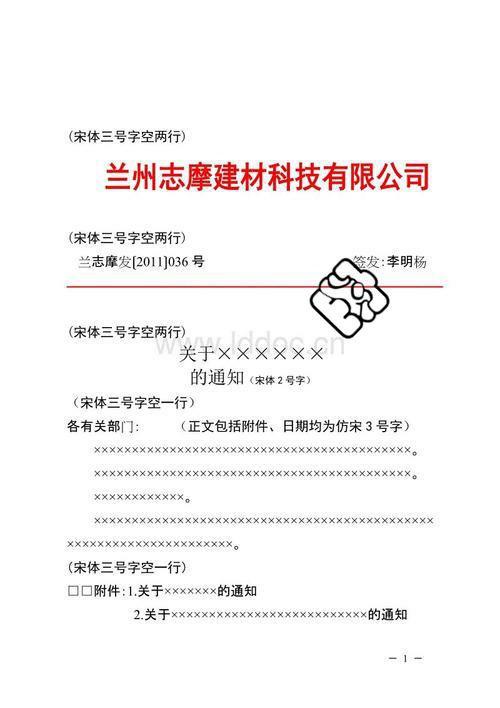 (宋体三号字空两行)
兰州志摩建材科技有限公司
(宋体三号字空两行)
兰志摩发[2011]036 号 签发:李明杨
(宋体三号字空两行)
www.lddoc.cn
关于××××××
的通知(宋体2号字)
（宋体三号字空一行）
各有关部门: （正文包括附件、日期均为仿宋 3 号字）
××××××××××××××××××××××××××××××××××××××××××。
××××××××××××××××××××××××××××××××××××××××××。
××××××××××××。
×××××××××××××××××××××××××××××××××××××××××××××
××××××××××××××××××××××。
(宋体三号字空一行)
□□附件:1.关于×××××××的通知
2.关于××××××××××××××××××××××××××的通知
－ 1 －